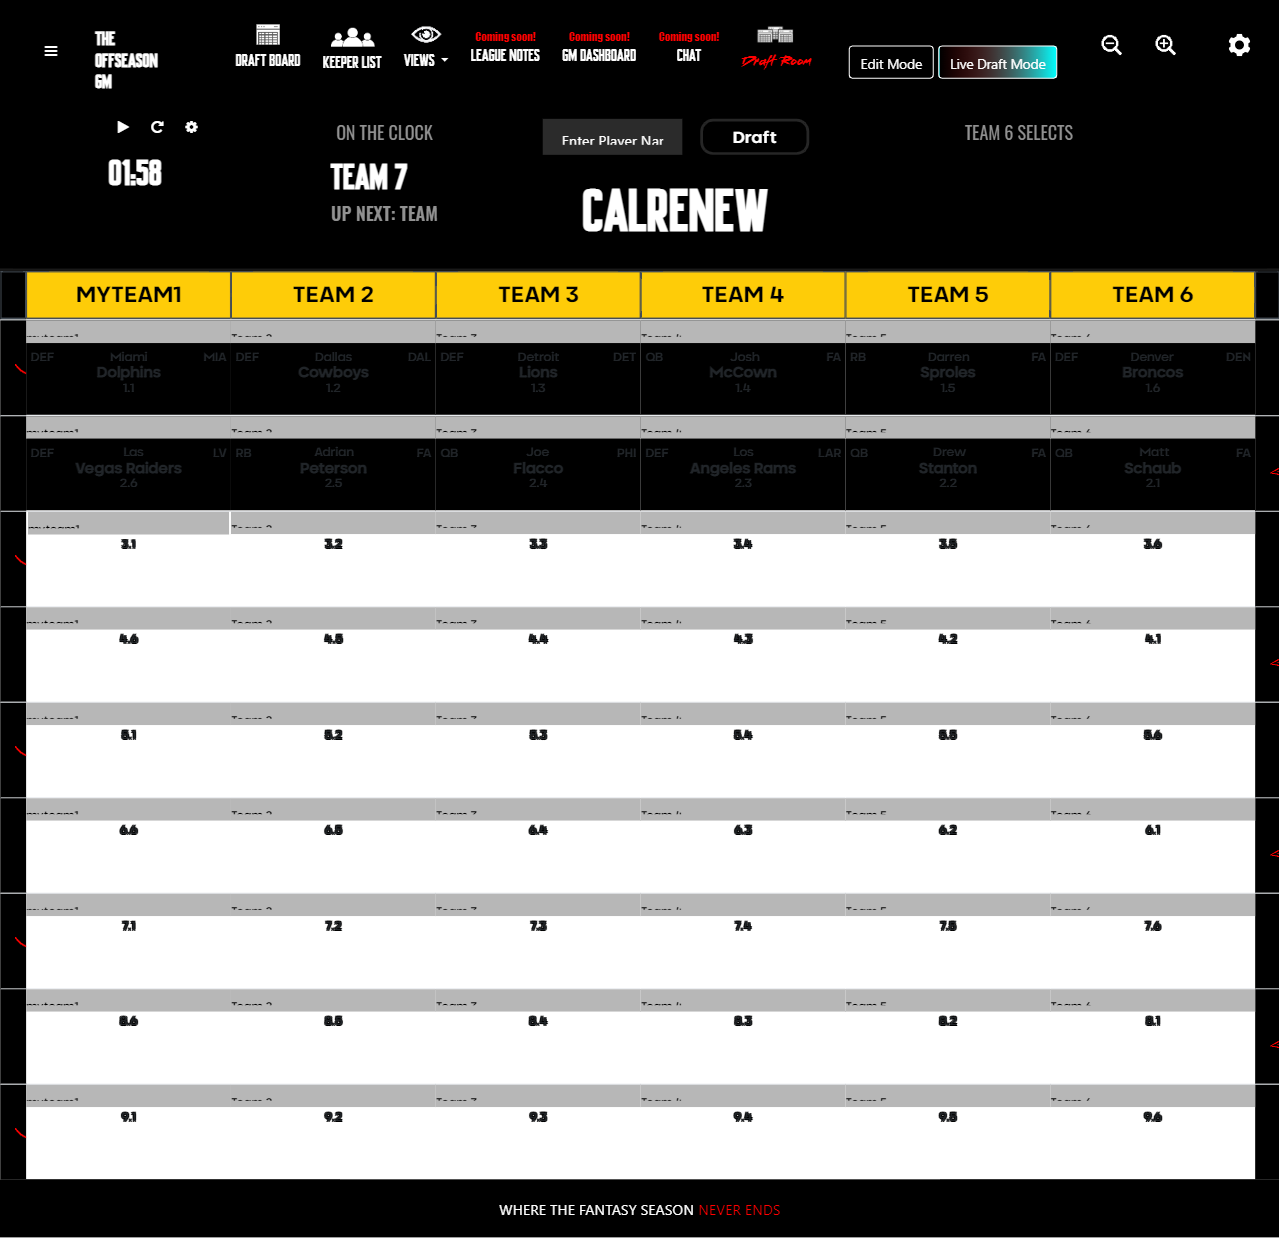 THE
OFFSEASON
GM
DRAFT BOARD
KEEPER LIST
VIEWS
Coming soon!
LEAGUE NOTES
Coming soon!
GM DASHBOARD
Coming soon!
CHAT
Draft Room
Edit Mode
Live Draft Mode
01:58
ON THE CLOCK
TEAM 7
UP NEXT: TEAM
Enter Player Nar
Draft
CALRENEW
TEAM 6 SELECTS
MYTEAM1 TEAM 2 TEAM 3 TEAM 4 TEAM 5 TEAM 6
DEF Miami MIA DEF Dallas DAL DEF Detroit DET QB Josh FA RB Darren FA DEF Denver DEN
Dolphins Cowboys Lions McCown Sproles Broncos
1.1 1.2 1.3 1.4 1.5 1.6
DEF Las LV RB Adrian FA QB Joe PHI DEF Los LAR QB Drew FA QB Matt FA
Vegas Raiders Peterson Flacco Angeles Rams Stanton Schaub
2.6 2.5 2.4 2.3 2.2 2.1
3.1 3.2 3.3 3.4 3.5 3.6
4.6 4.5 4.4 4.3 4.2 4.1
5.1 5.2 5.3 5.4 5.5 5.6
6.6 6.5 6.4 6.3 6.2 6.1
7.1 7.2 7.3 7.4 7.5 7.6
8.6 8.5 8.4 8.3 8.2 8.1
9.1 9.2 9.3 9.4 9.5 9.6
WHERE THE FANTASY SEASON NEVER ENDS